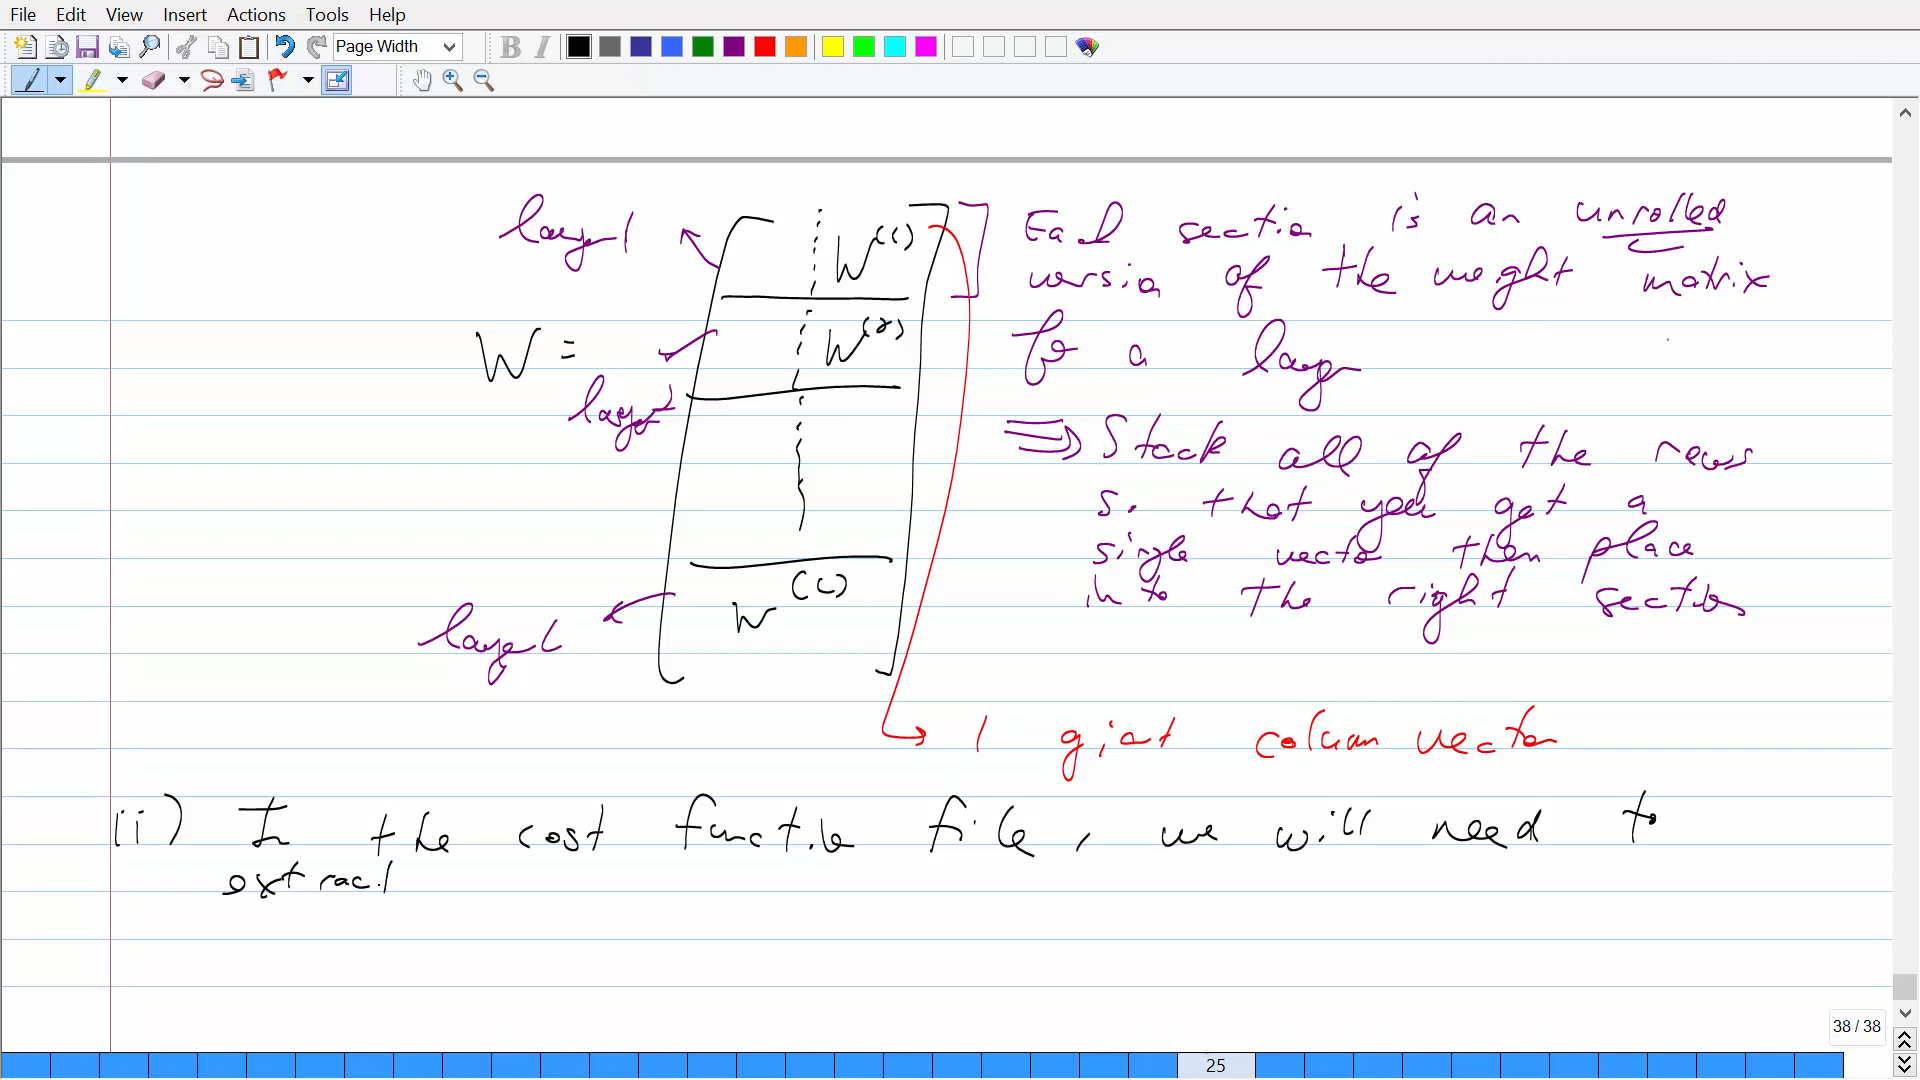 File Edit View Insert Actions Tools Help
Page Width
B I
layer 1
W(1)
Each section is an unrolled
version of the weight matrix
for a layer
W =
W(2)
layer 2
⇒ Stack all of the rows
so that you get a
single vector then place
into the right section
W(L)
layer L
1 giant column vector
(ii) In the cost function file, we will need to
extract
38 / 38
25